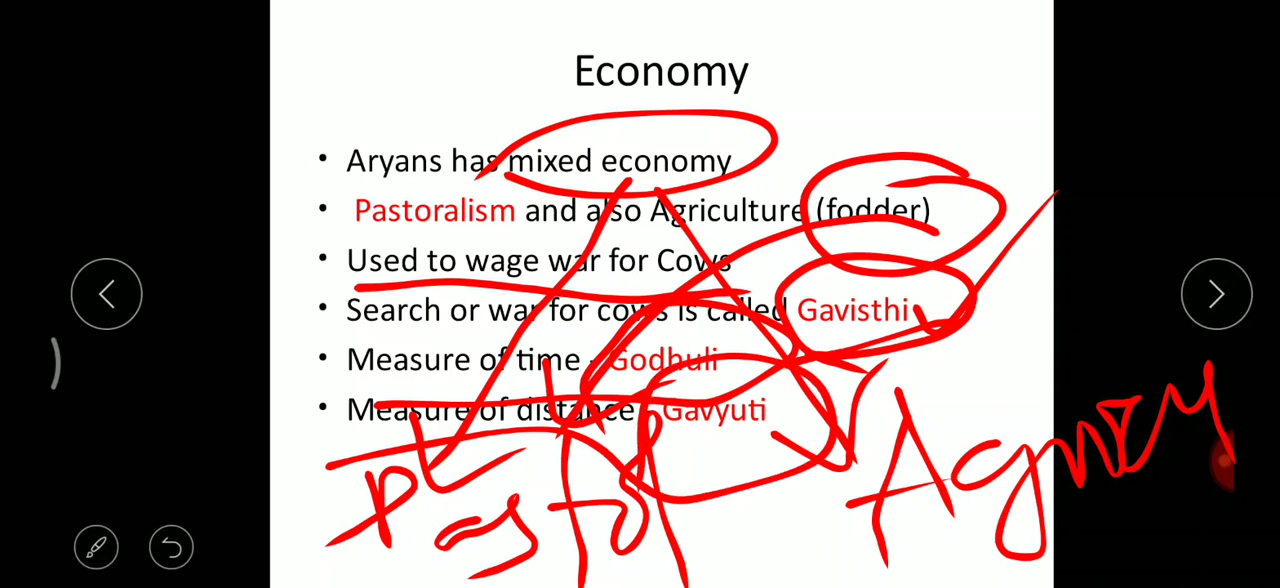 Economy
• Aryans has mixed economy
• Pastoralism and also Agriculture (fodder)
• Used to wage war for Cows
• Search or war for cows is called Gavisthi
• Measure of time - Godhuli
• Measure of distance - Gavyuti